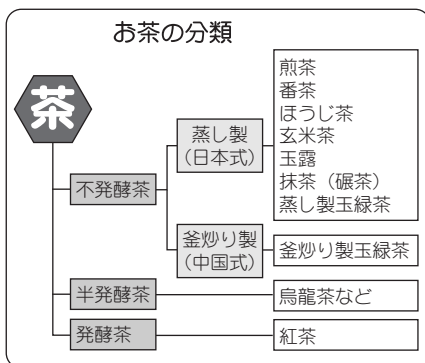 お茶の分類
茶
不発酵茶
蒸し製
(日本式)
煎茶
番茶
ほうじ茶
玄米茶
玉露
抹茶（碾茶）
蒸し製玉緑茶
釜炒り製
(中国式)
釜炒り製玉緑茶
半発酵茶
烏龍茶など
発酵茶
紅茶